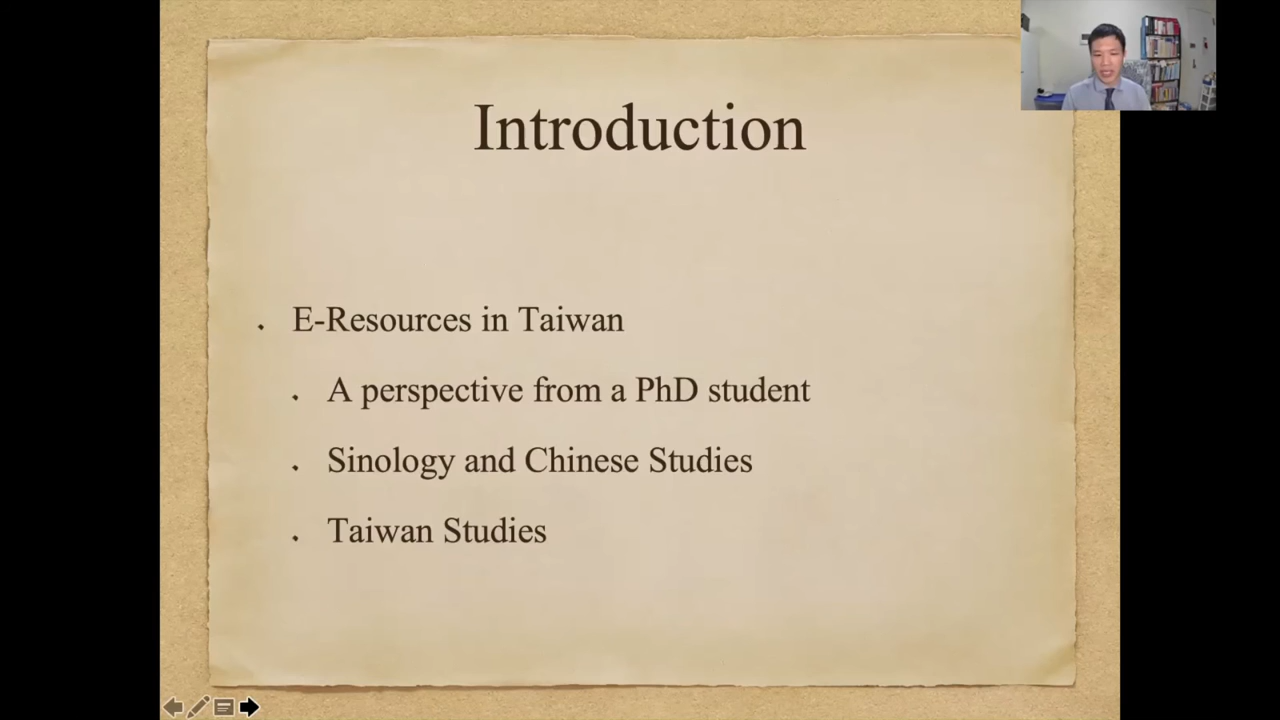 Introduction
E-Resources in Taiwan
A perspective from a PhD student
Sinology and Chinese Studies
Taiwan Studies